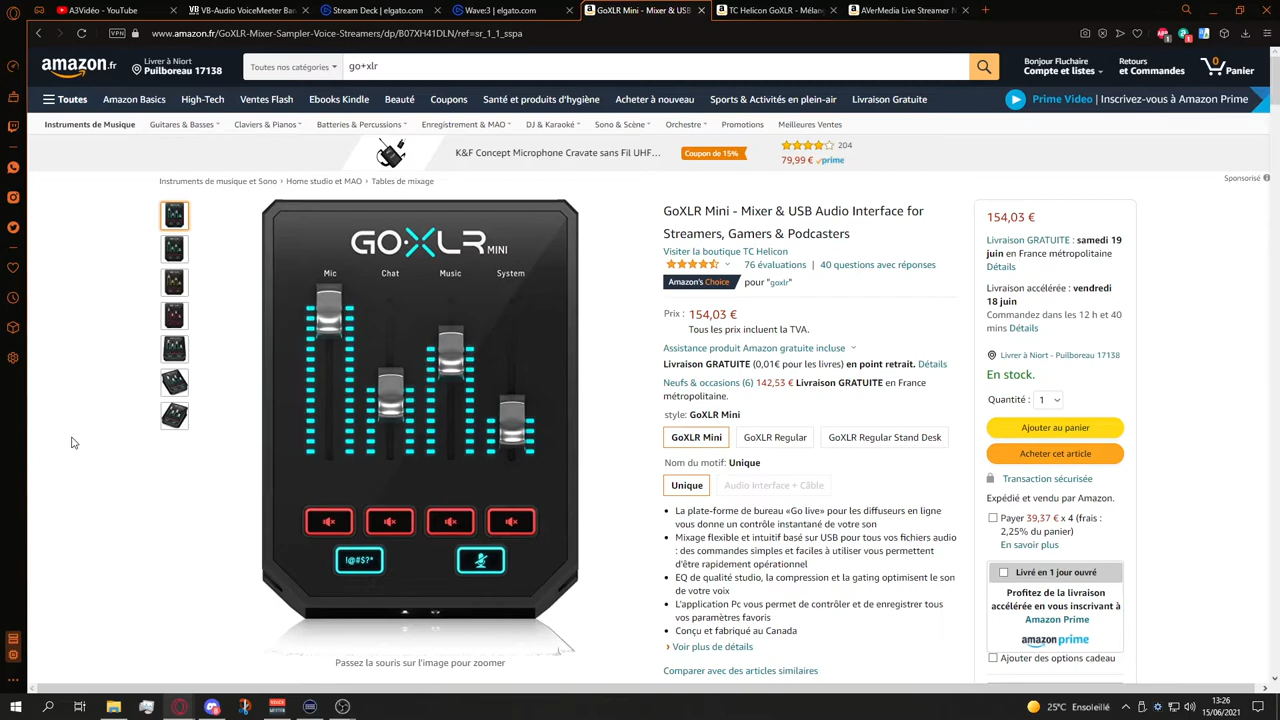 A3Vidéo - YouTube
VB-Audio VoiceMeeter Ban
Stream Deck | elgato.com
Wave:3 | elgato.com
GoXLR Mini - Mixer & USB
TC Helicon GoXLR - Mélan
AVerMedia Live Streamer N
VPN
www.amazon.fr/GoXLR-Mixer-Sampler-Voice-Streamers/dp/B07XH41DLN/ref=sr_1_1_sspa
amazon.fr
Livrer à Niort
Puilboreau 17138
Toutes nos catégories
go+xlr
Bonjour Fluchaire
Compte et listes
Retours
et Commandes
0
Panier
Toutes
Amazon Basics
High-Tech
Ventes Flash
Ebooks Kindle
Beauté
Coupons
Santé et produits d'hygiène
Acheter à nouveau
Sports & Activités en plein-air
Livraison Gratuite
Prime Video | Inscrivez-vous à Amazon Prime
Instruments de Musique
Guitares & Basses
Claviers & Pianos
Batteries & Percussions
Enregistrement & MAO
DJ & Karaoké
Sono & Scène
Orchestre
Promotions
Meilleures Ventes
K&F Concept Microphone Cravate sans Fil UHF…
Coupon de 15%
204
79,99 € prime
Sponsorisé
Instruments de musique et Sono › Home studio et MAO › Tables de mixage
GO·XLR MINI
Mic
Chat
Music
System
!@#$?*
Passez la souris sur l'image pour zoomer
GoXLR Mini - Mixer & USB Audio Interface for
Streamers, Gamers & Podcasters
Visiter la boutique TC Helicon
76 évaluations | 40 questions avec réponses
Amazon's Choice pour "goxlr"
Prix : 154,03 €
Tous les prix incluent la TVA.
Assistance produit Amazon gratuite incluse
Livraison GRATUITE (0,01€ pour les livres) en point retrait. Détails
Neufs & occasions (6) 142,53 € Livraison GRATUITE en France
métropolitaine.
style: GoXLR Mini
GoXLR Mini
GoXLR Regular
GoXLR Regular Stand Desk
Nom du motif: Unique
Unique
Audio Interface + Câble
La plate-forme de bureau «Go live» pour les diffuseurs en ligne
vous donne un contrôle instantané de votre son
Mixage flexible et intuitif basé sur USB pour tous vos fichiers audio
: des commandes simples et faciles à utiliser vous permettent
d'être rapidement opérationnel
EQ de qualité studio, la compression et la gating optimisent le son
de votre voix
L'application Pc vous permet de contrôler et de enregistrer tous
vos paramètres favoris
Conçu et fabriqué au Canada
› Voir plus de détails
Comparer avec des articles similaires
154,03 €
Livraison GRATUITE : samedi 19
juin en France métropolitaine
Détails
Livraison accélérée : vendredi
18 juin
Commandez dans les 12 h et 40
mins Détails
Livrer à Niort - Puilboreau 17138
En stock.
Quantité : 1
Ajouter au panier
Acheter cet article
Transaction sécurisée
Expédié et vendu par Amazon.
Payer 39,37 € x 4 (frais :
2,25% du panier)
En savoir plus
Livré en 1 jour ouvré
Profitez de la livraison
accélérée en vous inscrivant à
Amazon Prime
amazon prime
Ajouter des options cadeau
25°C Ensoleillé
13:26
15/06/2021